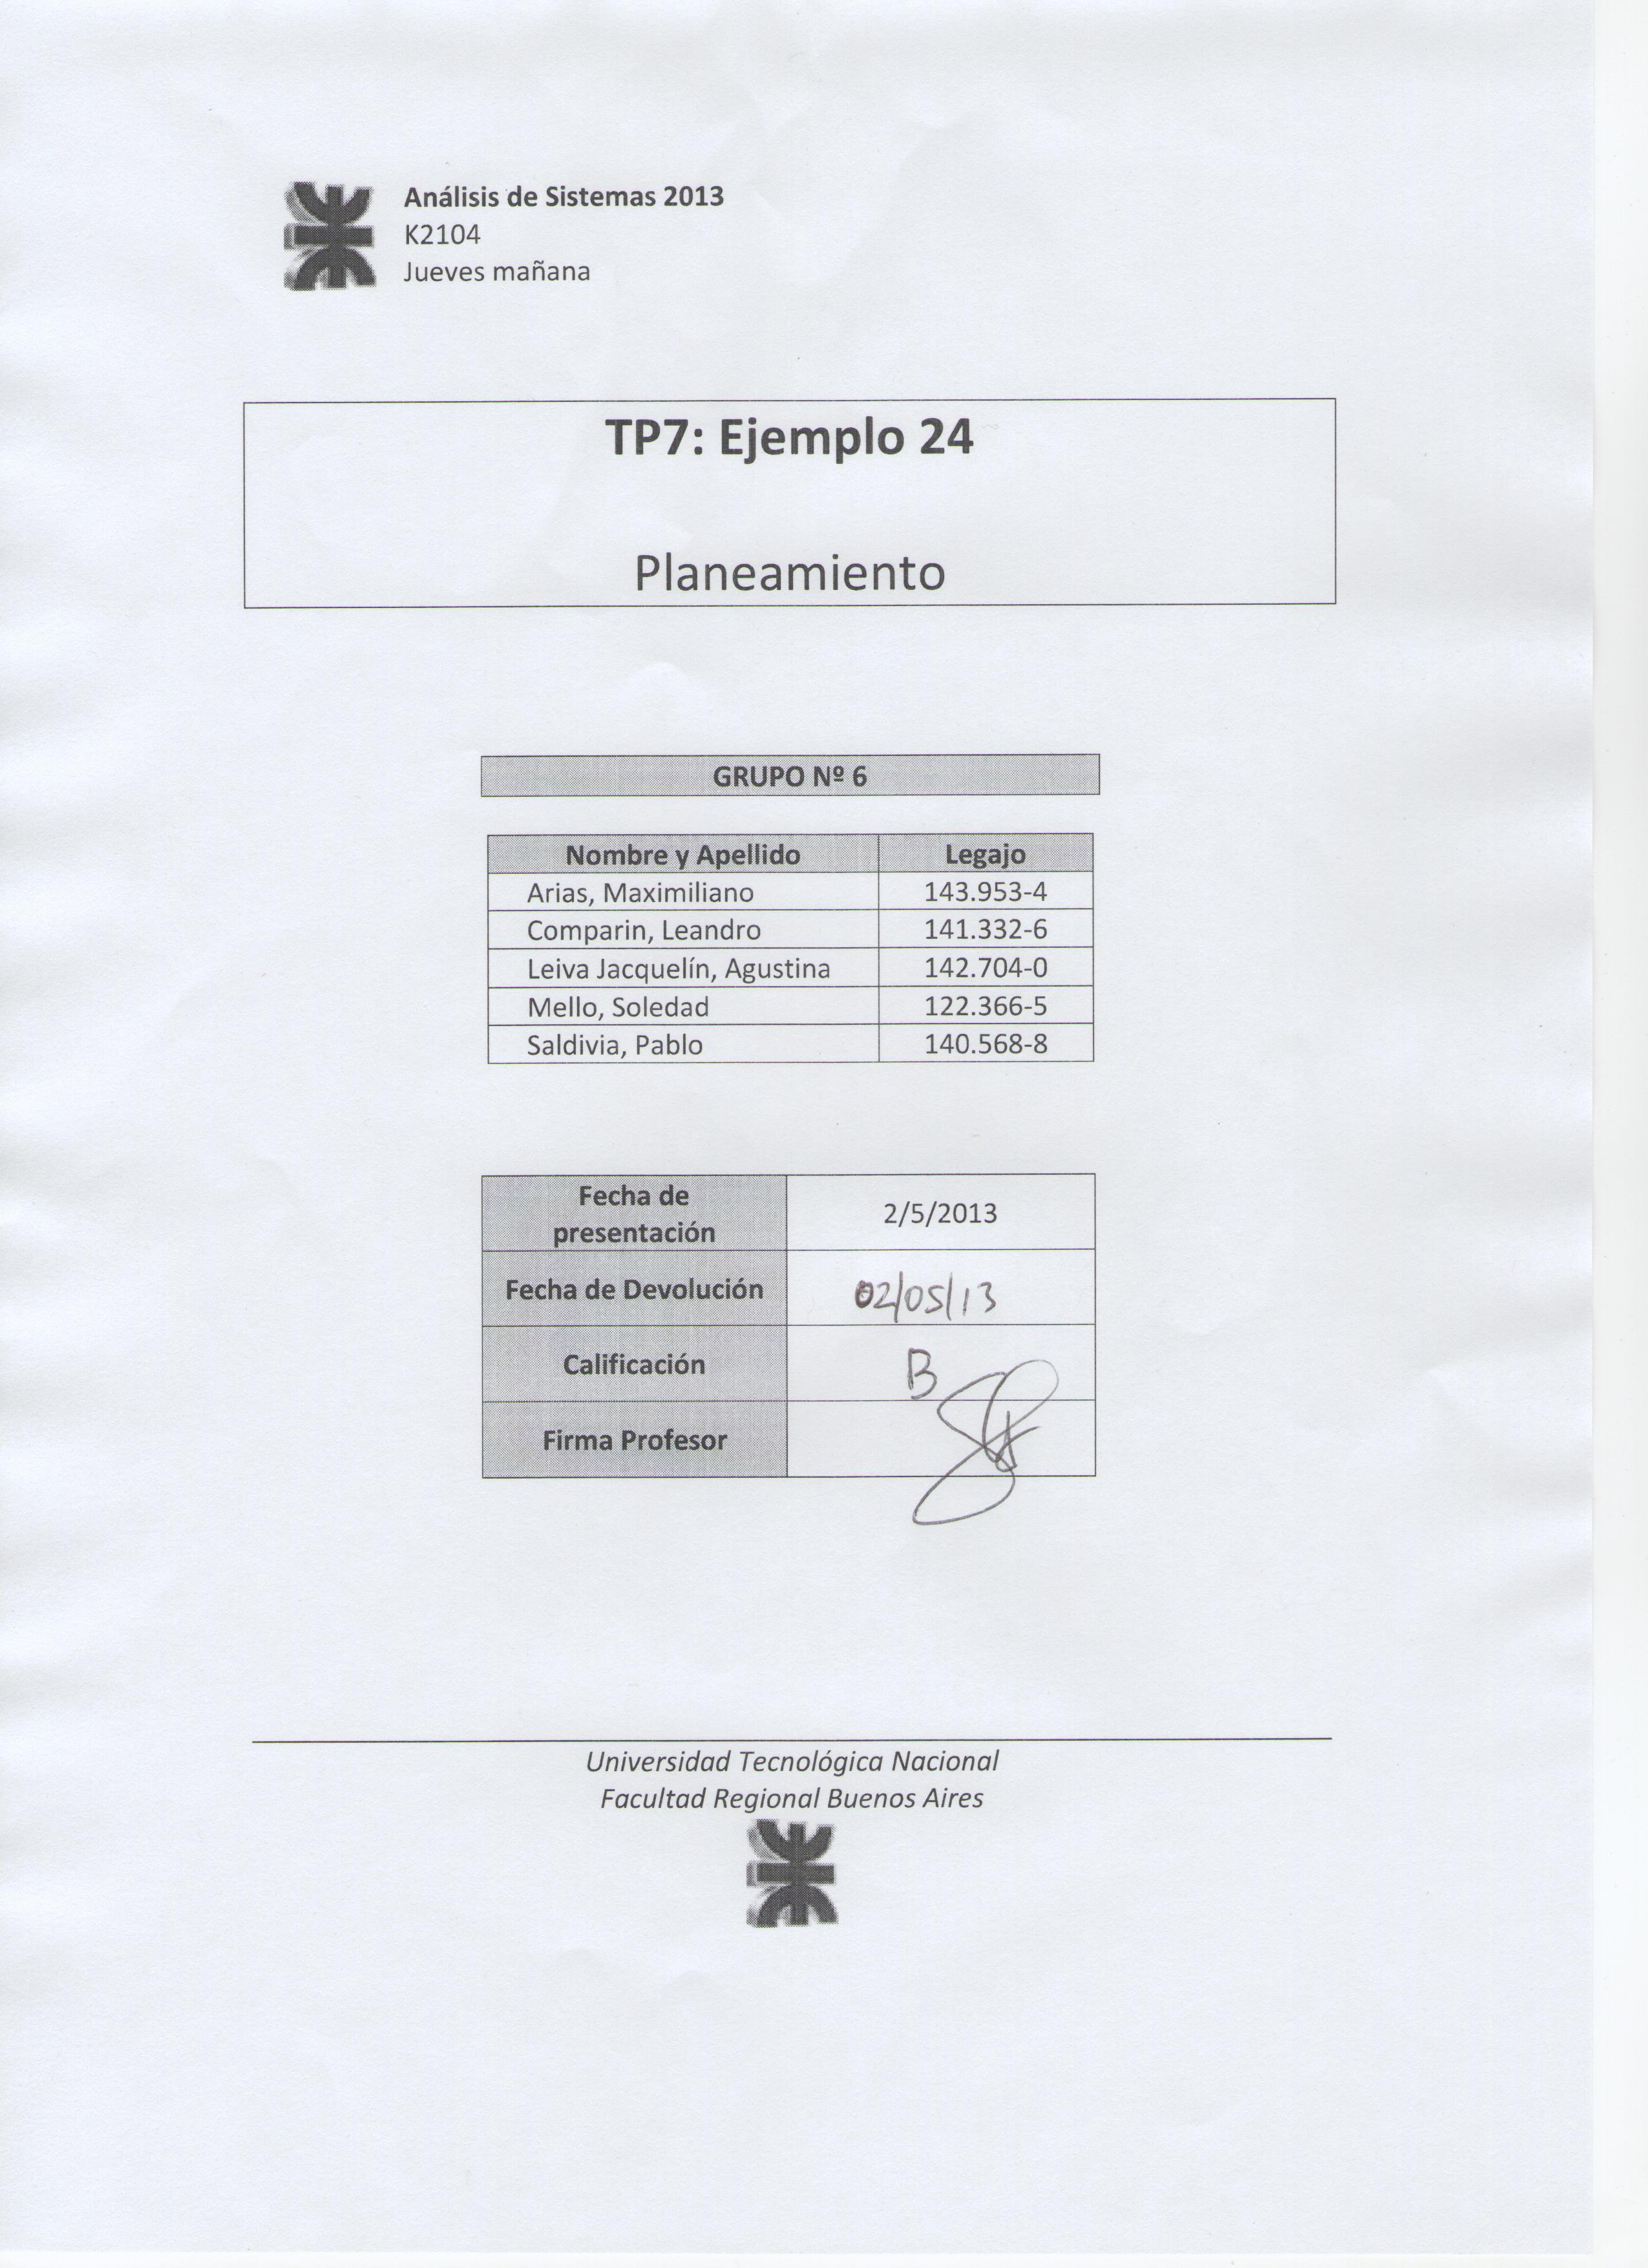 Análisis de Sistemas 2013
K2104
Jueves mañana
TP7: Ejemplo 24
Planeamiento
GRUPO Nº 6
Nombre y Apellido Legajo
Arias, Maximiliano 143.953-4
Comparin, Leandro 141.332-6
Leiva Jacquelín, Agustina 142.704-0
Mello, Soledad 122.366-5
Saldivia, Pablo 140.568-8
Fecha de
presentación 2/5/2013
Fecha de Devolución 02/05/13
Calificación B
Firma Profesor
Universidad Tecnológica Nacional
Facultad Regional Buenos Aires